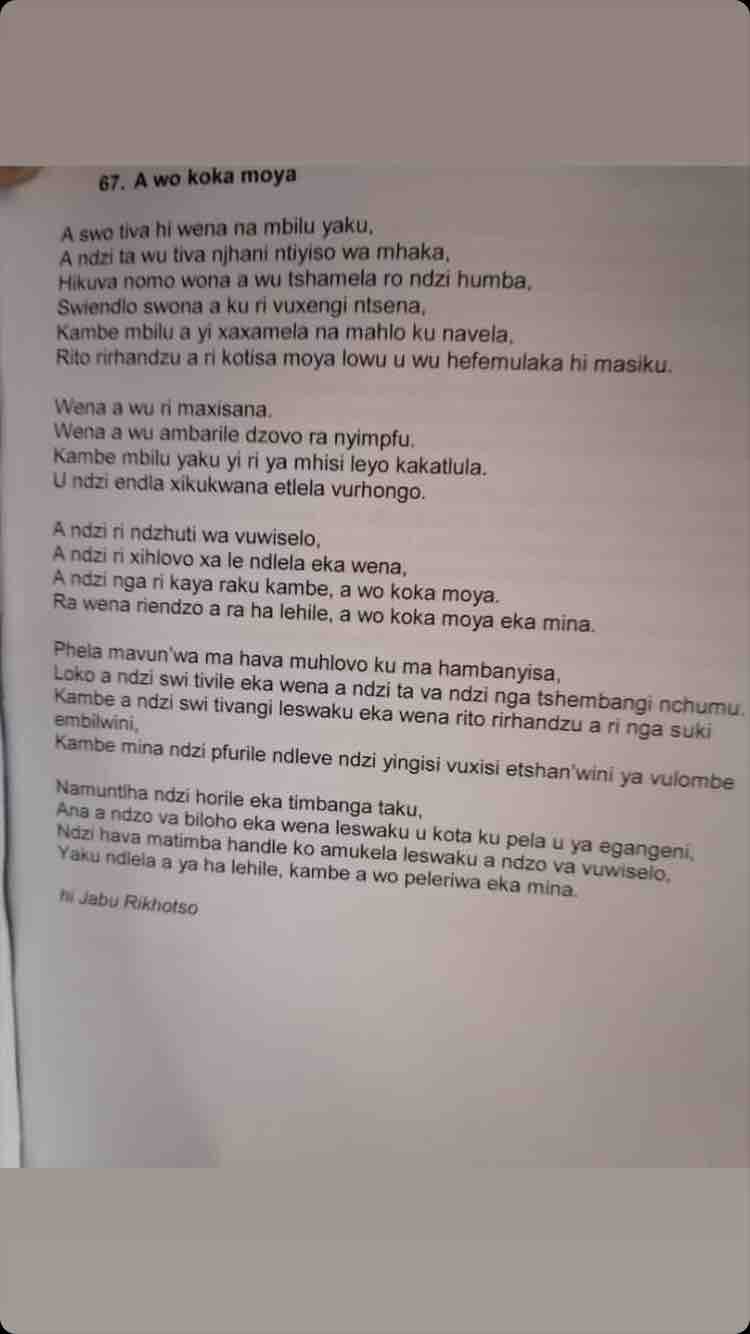 67. A wo koka moya
A swo tiva hi wena na mbilu yaku,
A ndzi ta wu tiva njhani ntiyiso wa mhaka,
Hikuva nomo wona a wu tshamela ro ndzi humba,
Swiendlo swona a ku ri vuxengi ntsena,
Kambe mbilu a yi xaxamela na mahlo ku navela,
Rito rirhandzu a ri kotisa moya lowu u wu hefemulaka hi masiku.
Wena a wu ri maxisana.
Wena a wu ambarile dzovo ra nyimpfu.
Kambe mbilu yaku yi ri ya mhisi leyo kakatlula.
U ndzi endla xikukwana etlela vurhongo.
A ndzi ri ndzhuti wa vuwiselo,
A ndzi ri xihlovo xa le ndlela eka wena,
A ndzi nga ri kaya raku kambe, a wo koka moya.
Ra wena riendzo a ra ha lehile, a wo koka moya eka mina.
Phela mavun'wa ma hava muhlovo ku ma hambanyisa,
Loko a ndzi swi tivile eka wena a ndzi ta va ndzi nga tshembangi nchumu.
Kambe a ndzi swi tivangi leswaku eka wena rito rirhandzu a ri nga suki
embilwini,
Kambe mina ndzi pfurile ndleve ndzi yingisi vuxisi etshan'wini ya vulombe
Namuntlha ndzi horile eka timbanga taku,
Ana a ndzo va biloho eka wena leswaku u kota ku pela u ya egangeni,
Ndzi hava matimba handle ko amukela leswaku a ndzo va vuwiselo,
Yaku ndlela a ya ha lehile, kambe a wo peleriwa eka mina.
hi Jabu Rikhotso